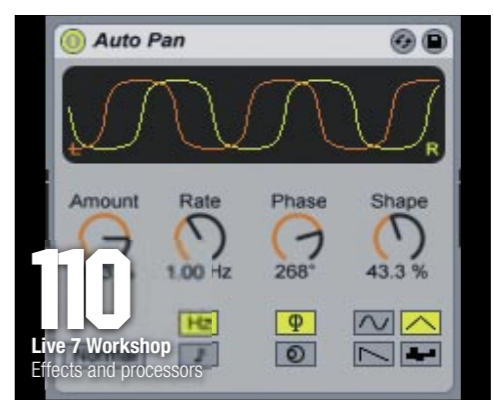 Auto Pan
L
R
Amount Rate Phase Shape
1.00 Hz 268° 43.3 %
110
Hz Φ
Live 7 Workshop
Effects and processors